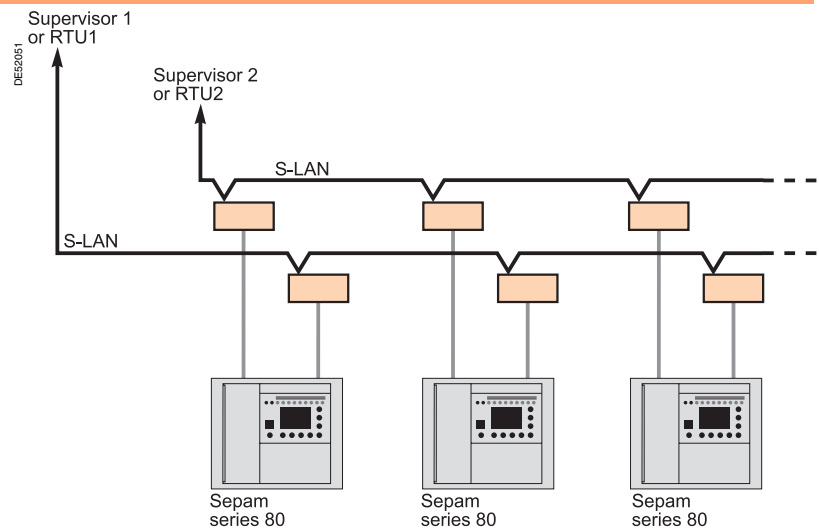 Supervisor 1
or RTU1
DE52051
Supervisor 2
or RTU2
S-LAN
S-LAN
Sepam
series 80
Sepam
series 80
Sepam
series 80